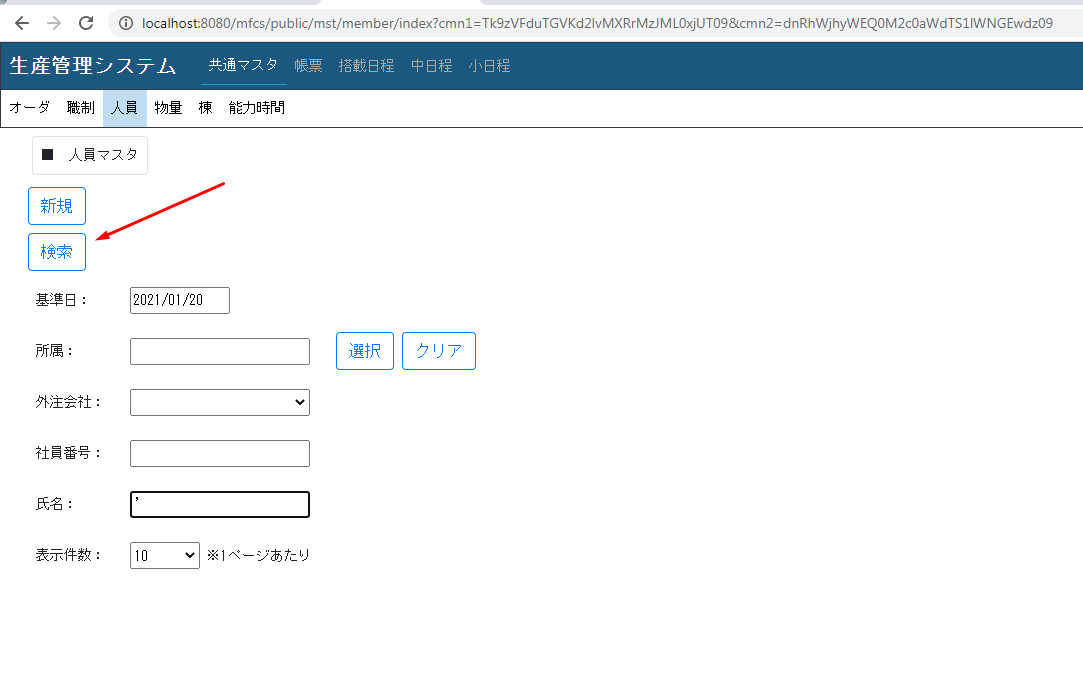 localhost:8080/mfcs/public/mst/member/index?cmn1=Tk9zVFduTGVKd2lvMXRrMzJML0xjUT09&cmn2=dnRhWjhyWEQ0M2c0aWdTS1lWNGEwdz09
生産管理システム 共通マスタ 帳票 搭載日程 中日程 小日程
オーダ 職制 人員 物量 棟 能力時間
■ 人員マスタ
新規
検索
基準日： 2021/01/20
所属： 選択 クリア
外注会社：
社員番号：
氏名： '
表示件数： 10 ※1ページあたり